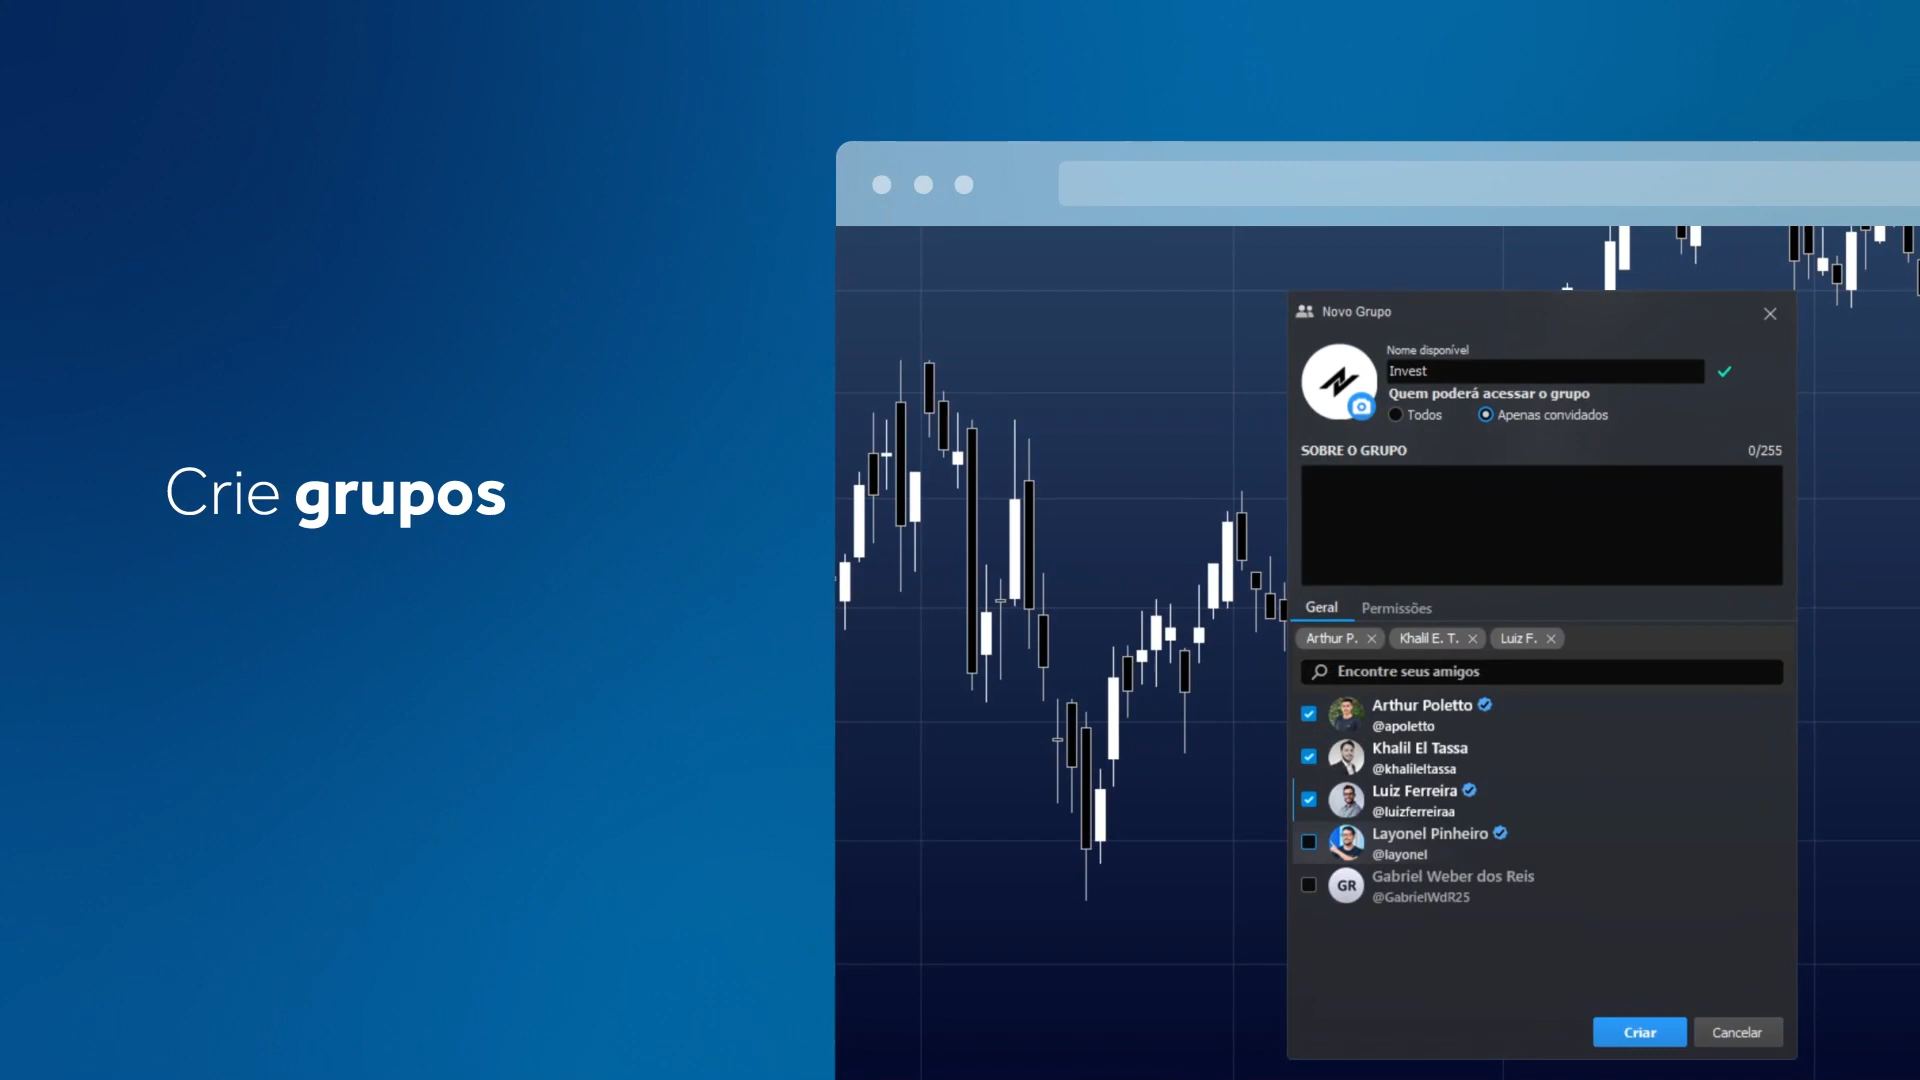 Crie grupos
Novo Grupo
Nome disponível
Invest
Quem poderá acessar o grupo
Todos
Apenas convidados
SOBRE O GRUPO
0/255
Geral
Permissões
Arthur P.
Khalil E. T.
Luiz F.
Encontre seus amigos
Arthur Poletto
@apoletto
Khalil El Tassa
@khalileltassa
Luiz Ferreira
@luizferreiraa
Layonel Pinheiro
@layonel
GR
Gabriel Weber dos Reis
@GabrielWdR25
Criar
Cancelar